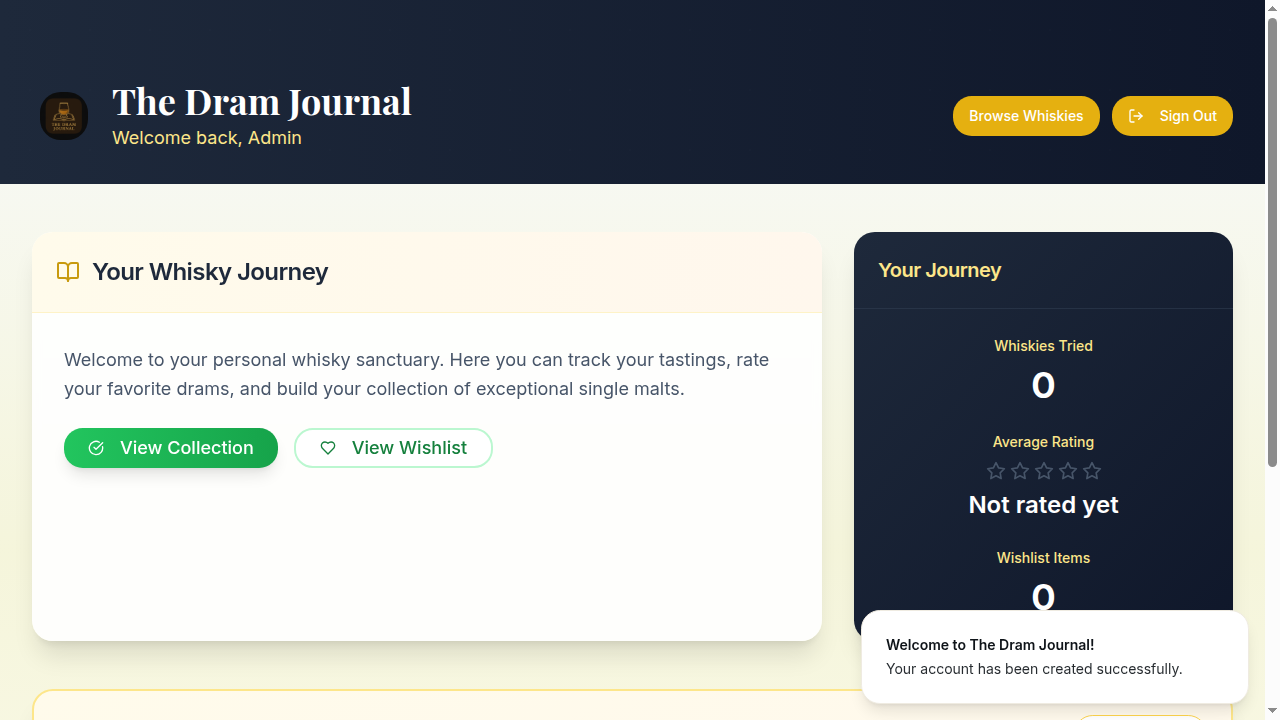 THE DRAM
JOURNAL
The Dram Journal
Welcome back, Admin
Browse Whiskies
Sign Out
Your Whisky Journey
Welcome to your personal whisky sanctuary. Here you can track your tastings, rate
your favorite drams, and build your collection of exceptional single malts.
View Collection
View Wishlist
Your Journey
Whiskies Tried
0
Average Rating
Not rated yet
Wishlist Items
0
Welcome to The Dram Journal!
Your account has been created successfully.